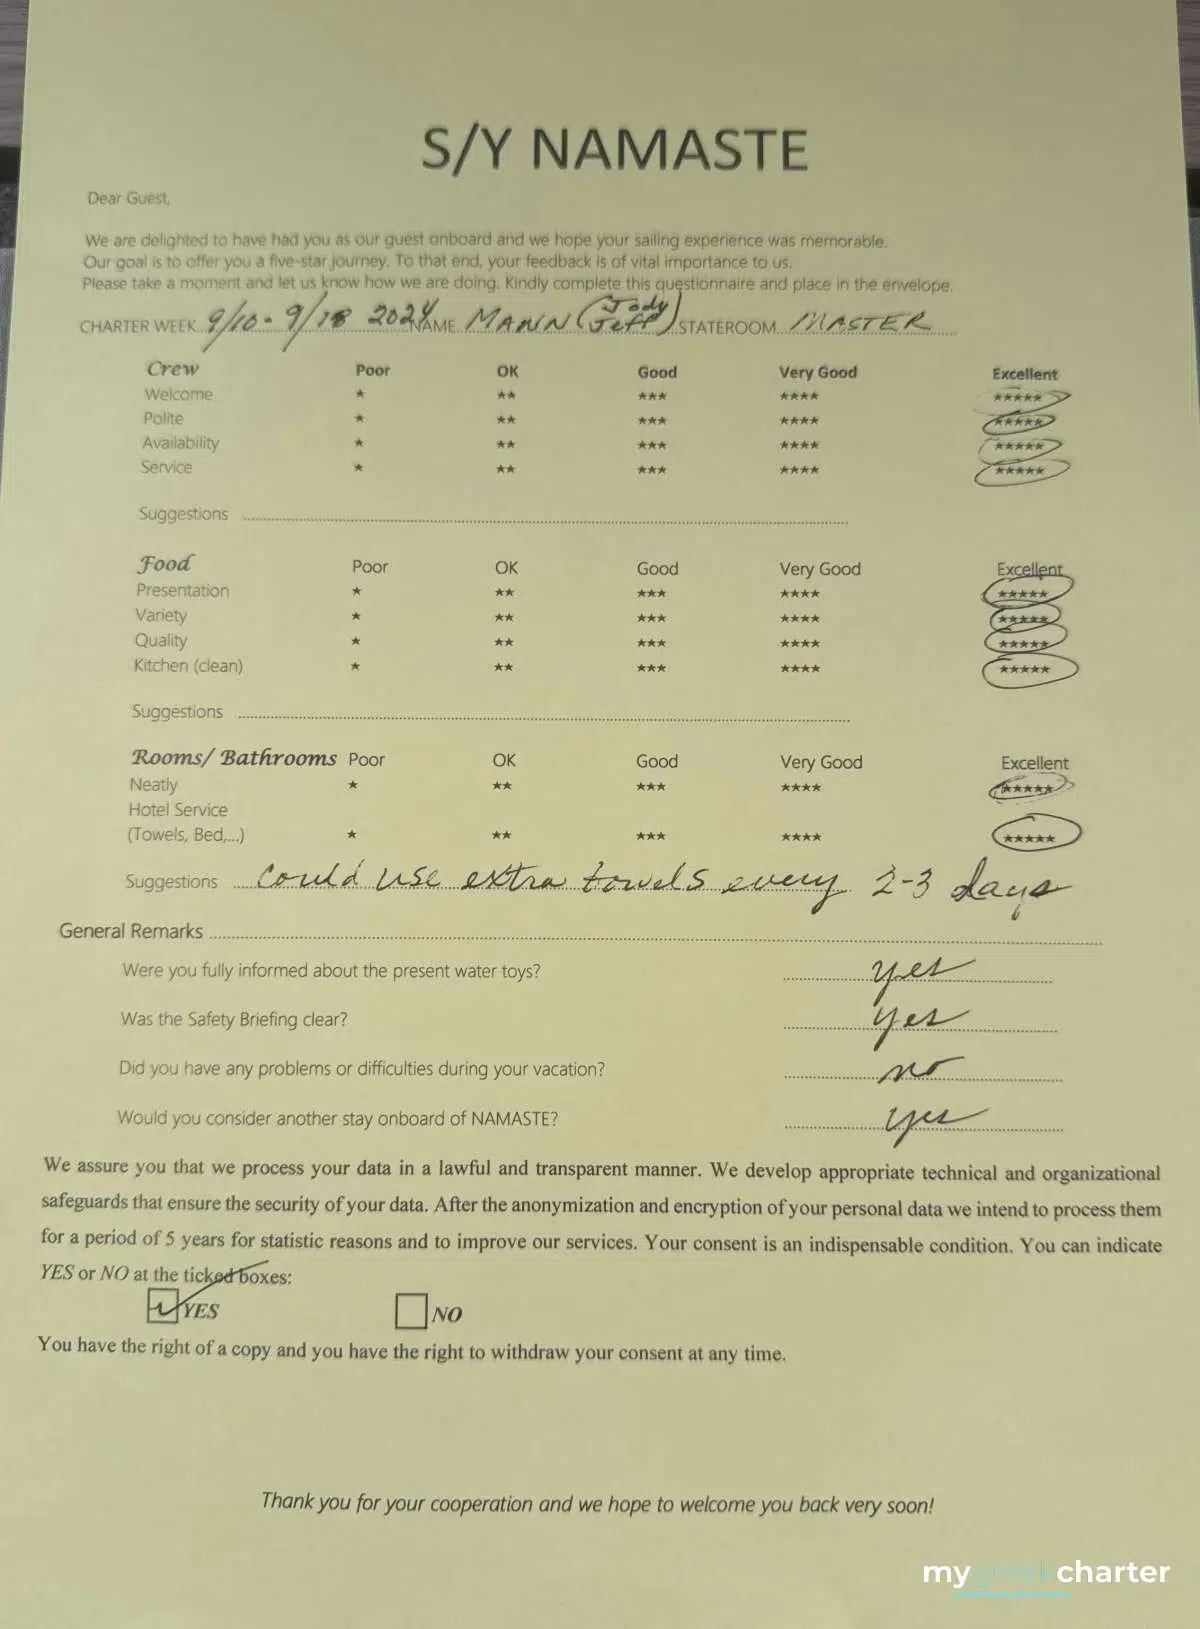 S/Y NAMASTE
Dear Guest,
We are delighted to have had you as our guest onboard and we hope your sailing experience was memorable.
Our goal is to offer you a five-star journey. To that end, your feedback is of vital importance to us.
Please take a moment and let us know how we are doing. Kindly complete this questionnaire and place in the envelope.
CHARTER WEEK 9/10 - 9/18 2024 NAME MANN (Jody Jeff) STATEROOM MASTER
Crew Poor OK Good Very Good Excellent
Welcome ★ ★★ ★★★ ★★★★ ★★★★★
Polite ★ ★★ ★★★ ★★★★ ★★★★★
Availability ★ ★★ ★★★ ★★★★ ★★★★★
Service ★ ★★ ★★★ ★★★★ ★★★★★
Suggestions
Food Poor OK Good Very Good Excellent
Presentation ★ ★★ ★★★ ★★★★ ★★★★★
Variety ★ ★★ ★★★ ★★★★ ★★★★★
Quality ★ ★★ ★★★ ★★★★ ★★★★★
Kitchen (clean) ★ ★★ ★★★ ★★★★ ★★★★★
Suggestions
Rooms/ Bathrooms Poor OK Good Very Good Excellent
Neatly ★ ★★ ★★★ ★★★★ ★★★★★
Hotel Service
(Towels, Bed,...) ★ ★★ ★★★ ★★★★ ★★★★★
Suggestions could use extra towels every 2-3 days
General Remarks
Were you fully informed about the present water toys? yes
Was the Safety Briefing clear? yes
Did you have any problems or difficulties during your vacation? no
Would you consider another stay onboard of NAMASTE? yes
We assure you that we process your data in a lawful and transparent manner. We develop appropriate technical and organizational
safeguards that ensure the security of your data. After the anonymization and encryption of your personal data we intend to process them
for a period of 5 years for statistic reasons and to improve our services. Your consent is an indispensable condition. You can indicate
YES or NO at the ticked boxes:
YES NO
You have the right of a copy and you have the right to withdraw your consent at any time.
Thank you for your cooperation and we hope to welcome you back very soon!
mygreekcharter